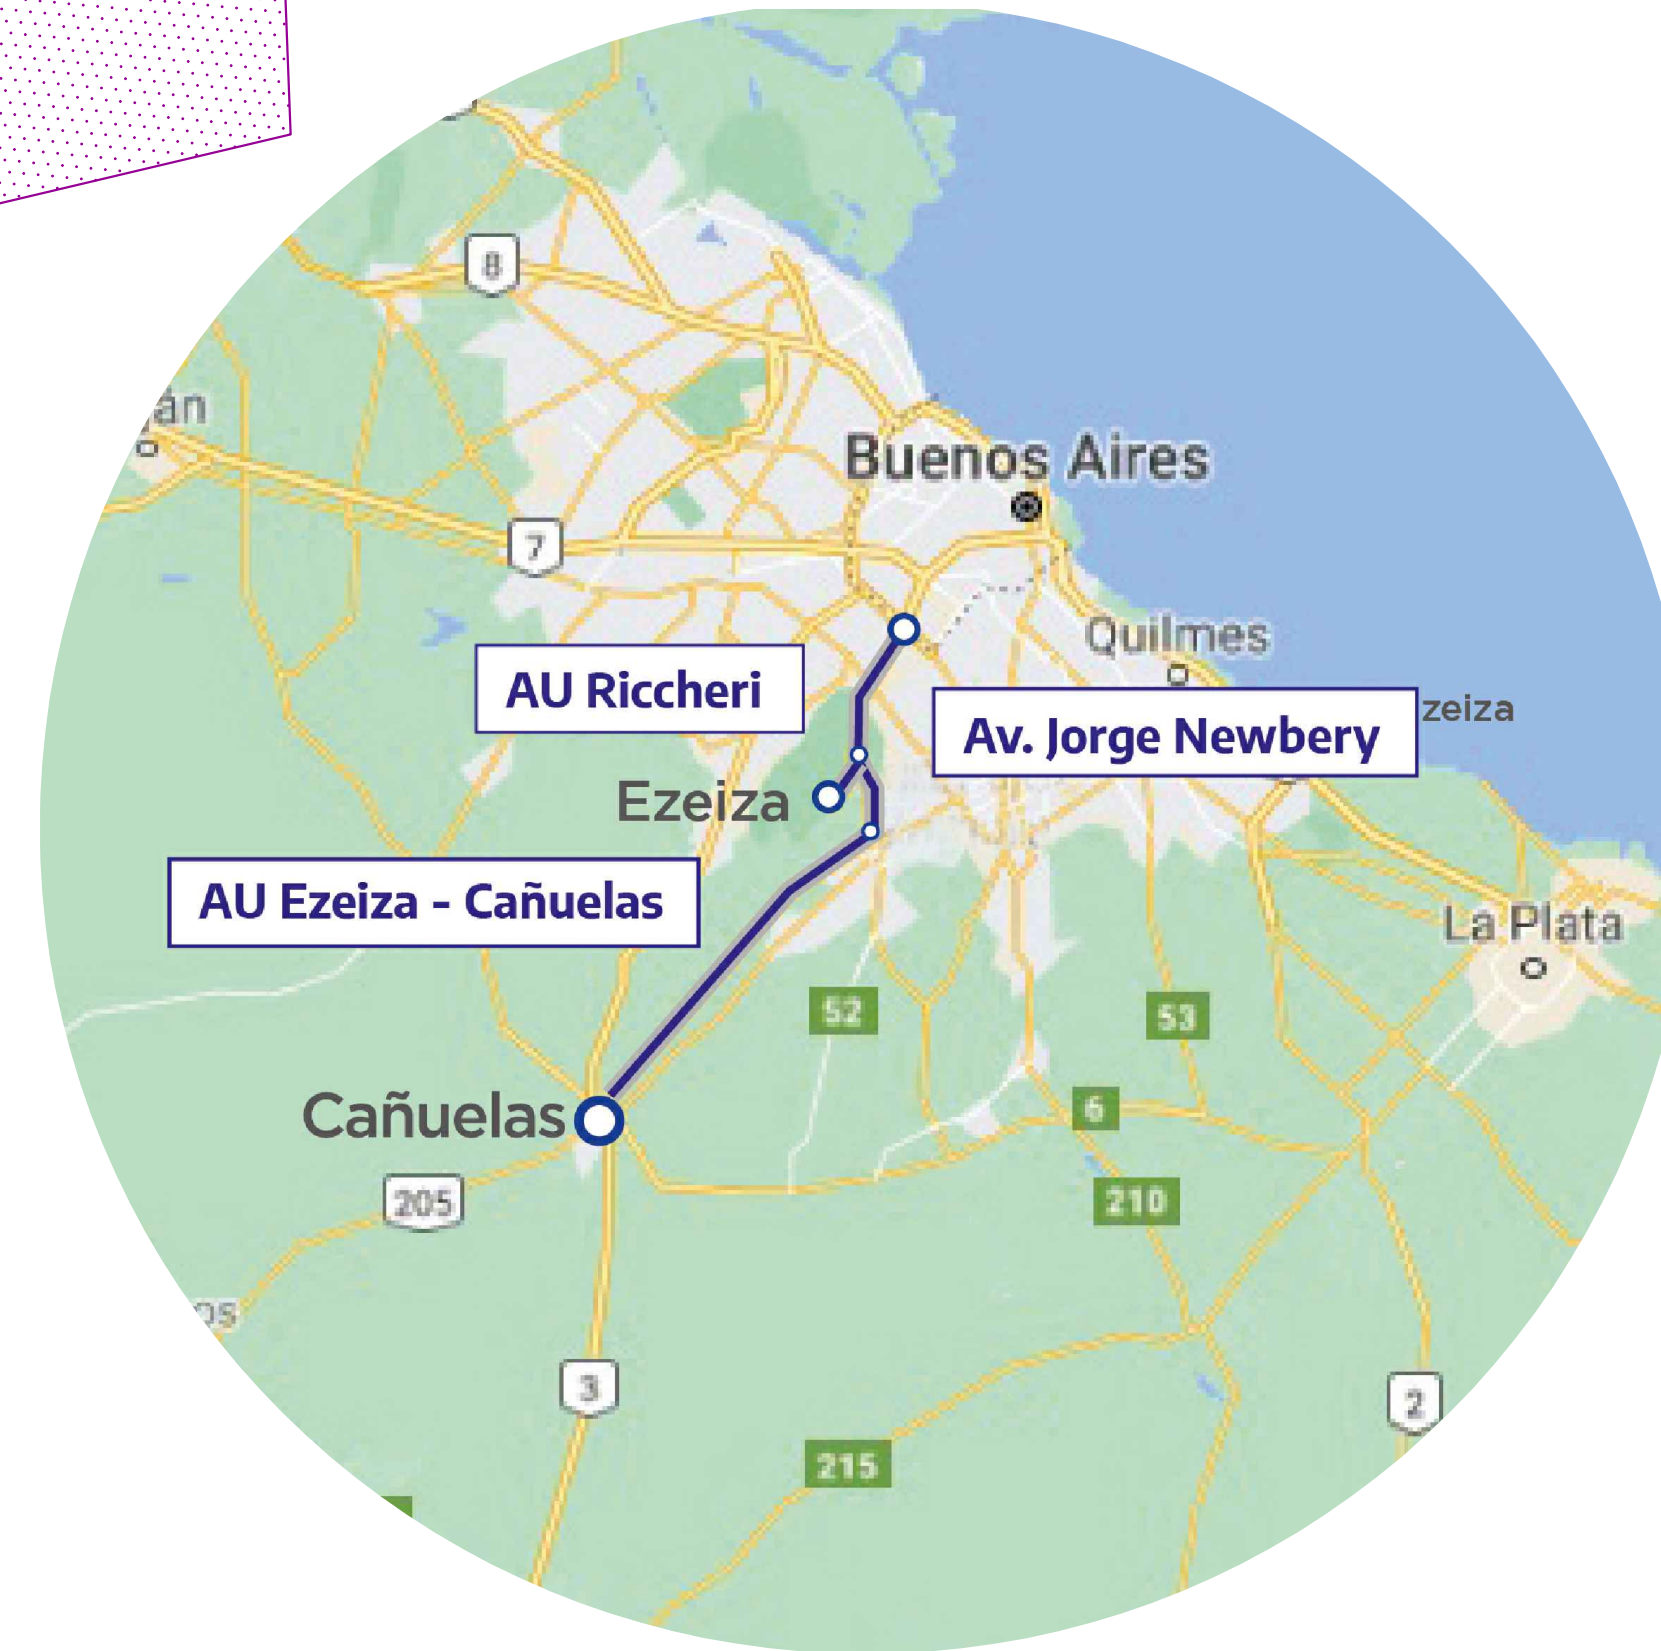 8
Buenos Aires
7
Quilmes
AU Riccheri
Av. Jorge Newbery
zeiza
Ezeiza
AU Ezeiza - Cañuelas
La Plata
52
53
Cañuelas
6
205
210
3
2
215